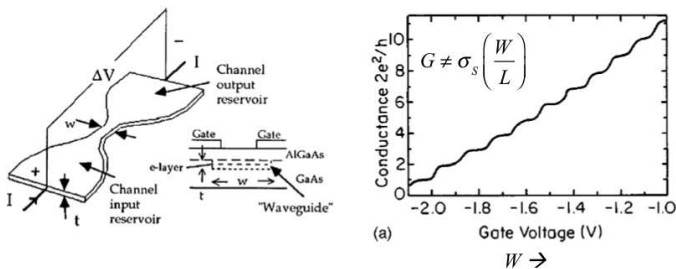 I
–
ΔV
Channel
output
reservoir
w
+
I
t
Channel
input
reservoir
Gate
Gate
AlGaAs
e-layer
w
GaAs
t
"Waveguide"
Conductance 2e²/h
10
8
6
4
2
0
G ≠ σ_S (W/L)
-2.0
-1.8
-1.6
-1.4
-1.2
-1.0
(a)
Gate Voltage (V)
W →